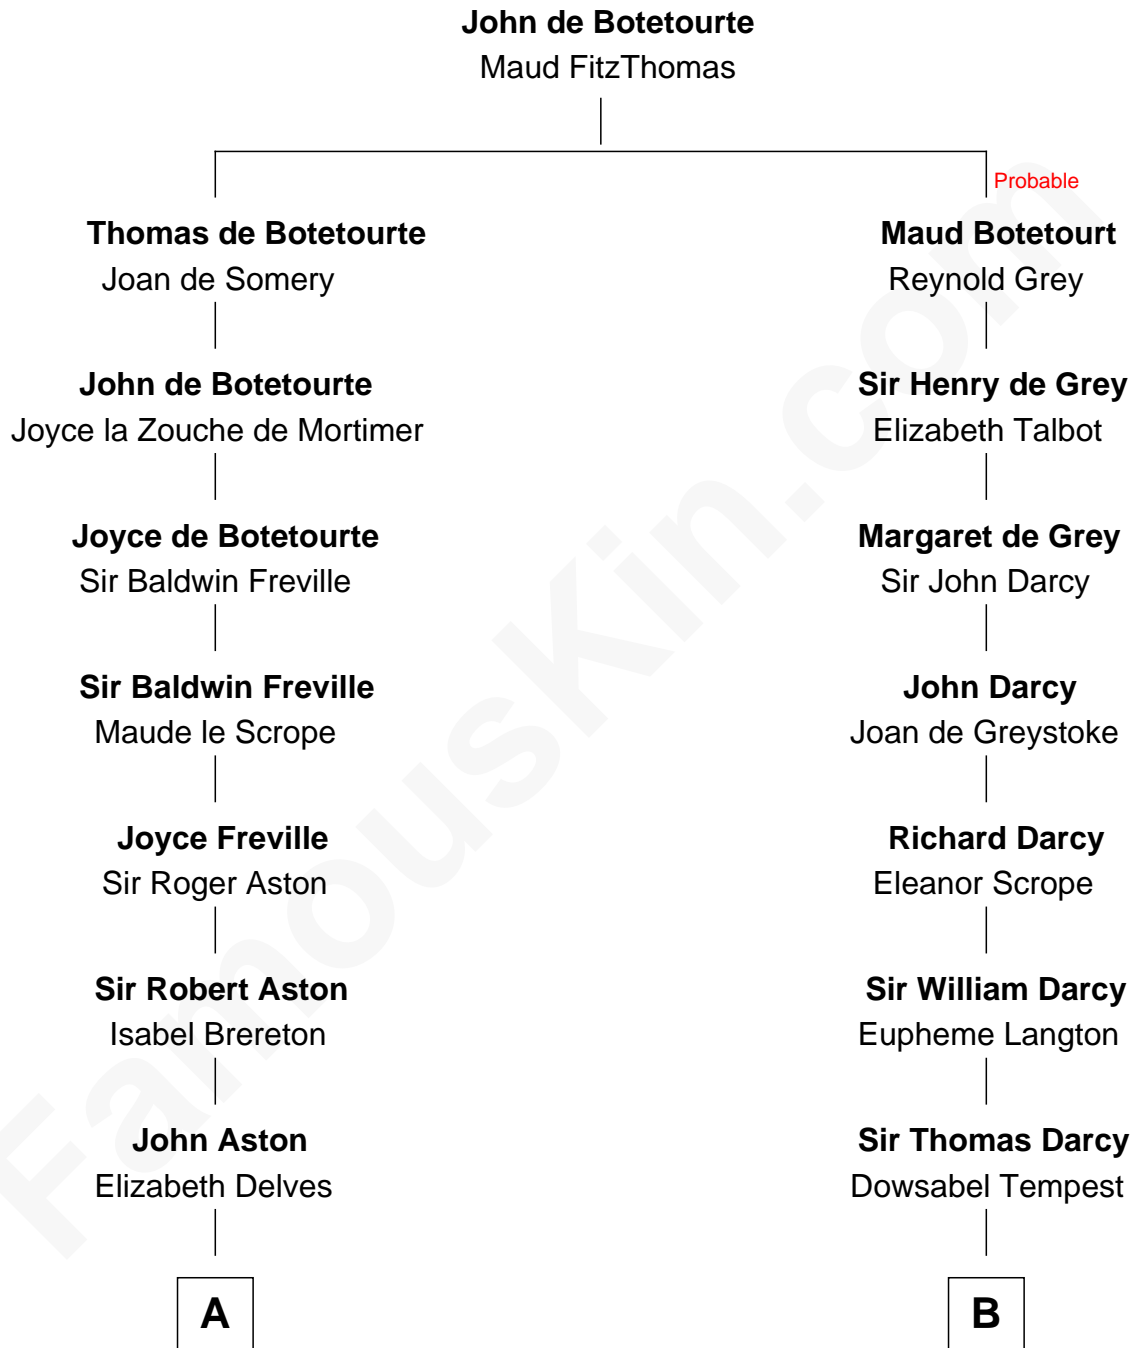 John de Botetourte
Maud FitzThomas
Probable
Thomas de Botetourte
Joan de Somery
Maud Botetourt
Reynold Grey
John de Botetourte
Joyce la Zouche de Mortimer
Sir Henry de Grey
Elizabeth Talbot
Joyce de Botetourte
Sir Baldwin Freville
Margaret de Grey
Sir John Darcy
Sir Baldwin Freville
Maude le Scrope
John Darcy
Joan de Greystoke
Joyce Freville
Sir Roger Aston
Richard Darcy
Eleanor Scrope
Sir Robert Aston
Isabel Brereton
Sir William Darcy
Eupheme Langton
John Aston
Elizabeth Delves
Sir Thomas Darcy
Dowsabel Tempest
A
B
FamousKin.com